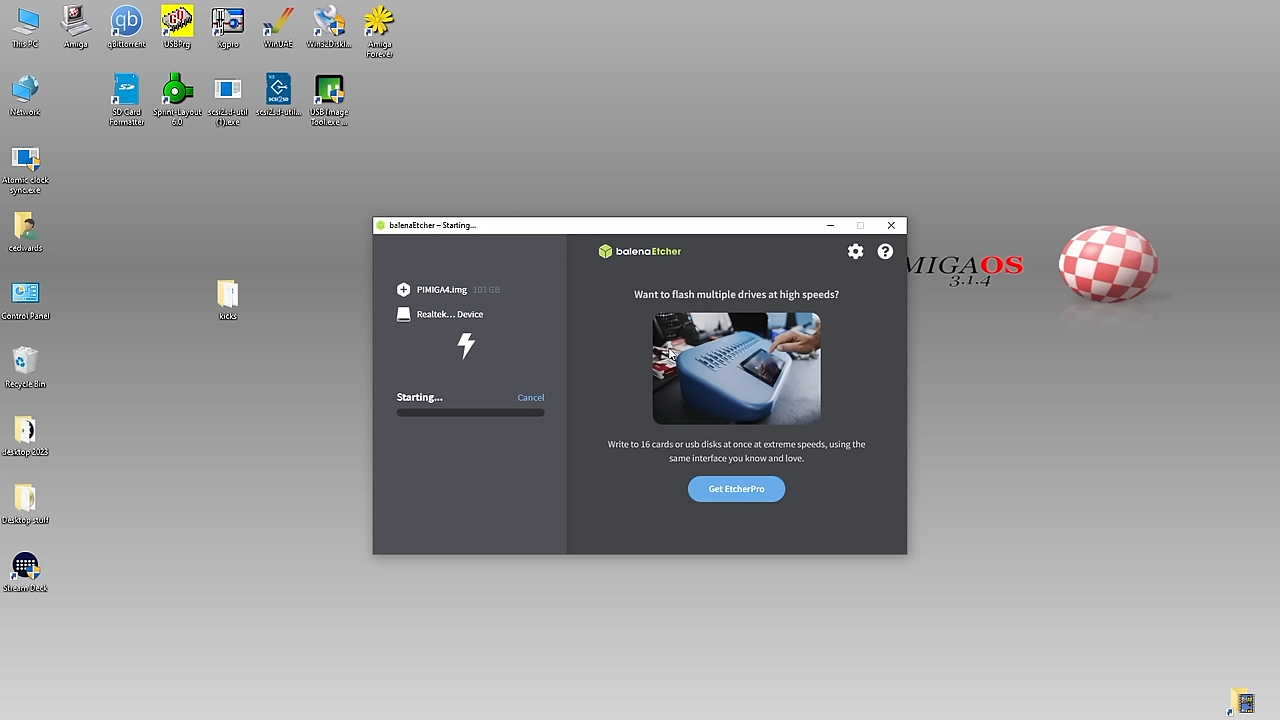 This PC
Amiga
qBittorrent
USBPrg
Xgpro
WinUAE
Win32Diskl...
Amiga
Forever
Network
SD Card
Formatter
Sprint-Layout
6.0
scsi2sd-util
(1).exe
scsi2sd-util...
USB Image
Tool.exe ...
Atomic clock
sync.exe
cedwards
Control Panel
Recycle Bin
desktop 2023
Desktop stuff
Stream Deck
kicks
balenaEtcher – Starting...
balenaEtcher
PIMIGA4.img 103 GB
Realtek... Device
Starting...
Cancel
Want to flash multiple drives at high speeds?
Write to 16 cards or usb disks at once at extreme speeds, using the
same interface you know and love.
Get EtcherPro
MIGAOS
3.1.4